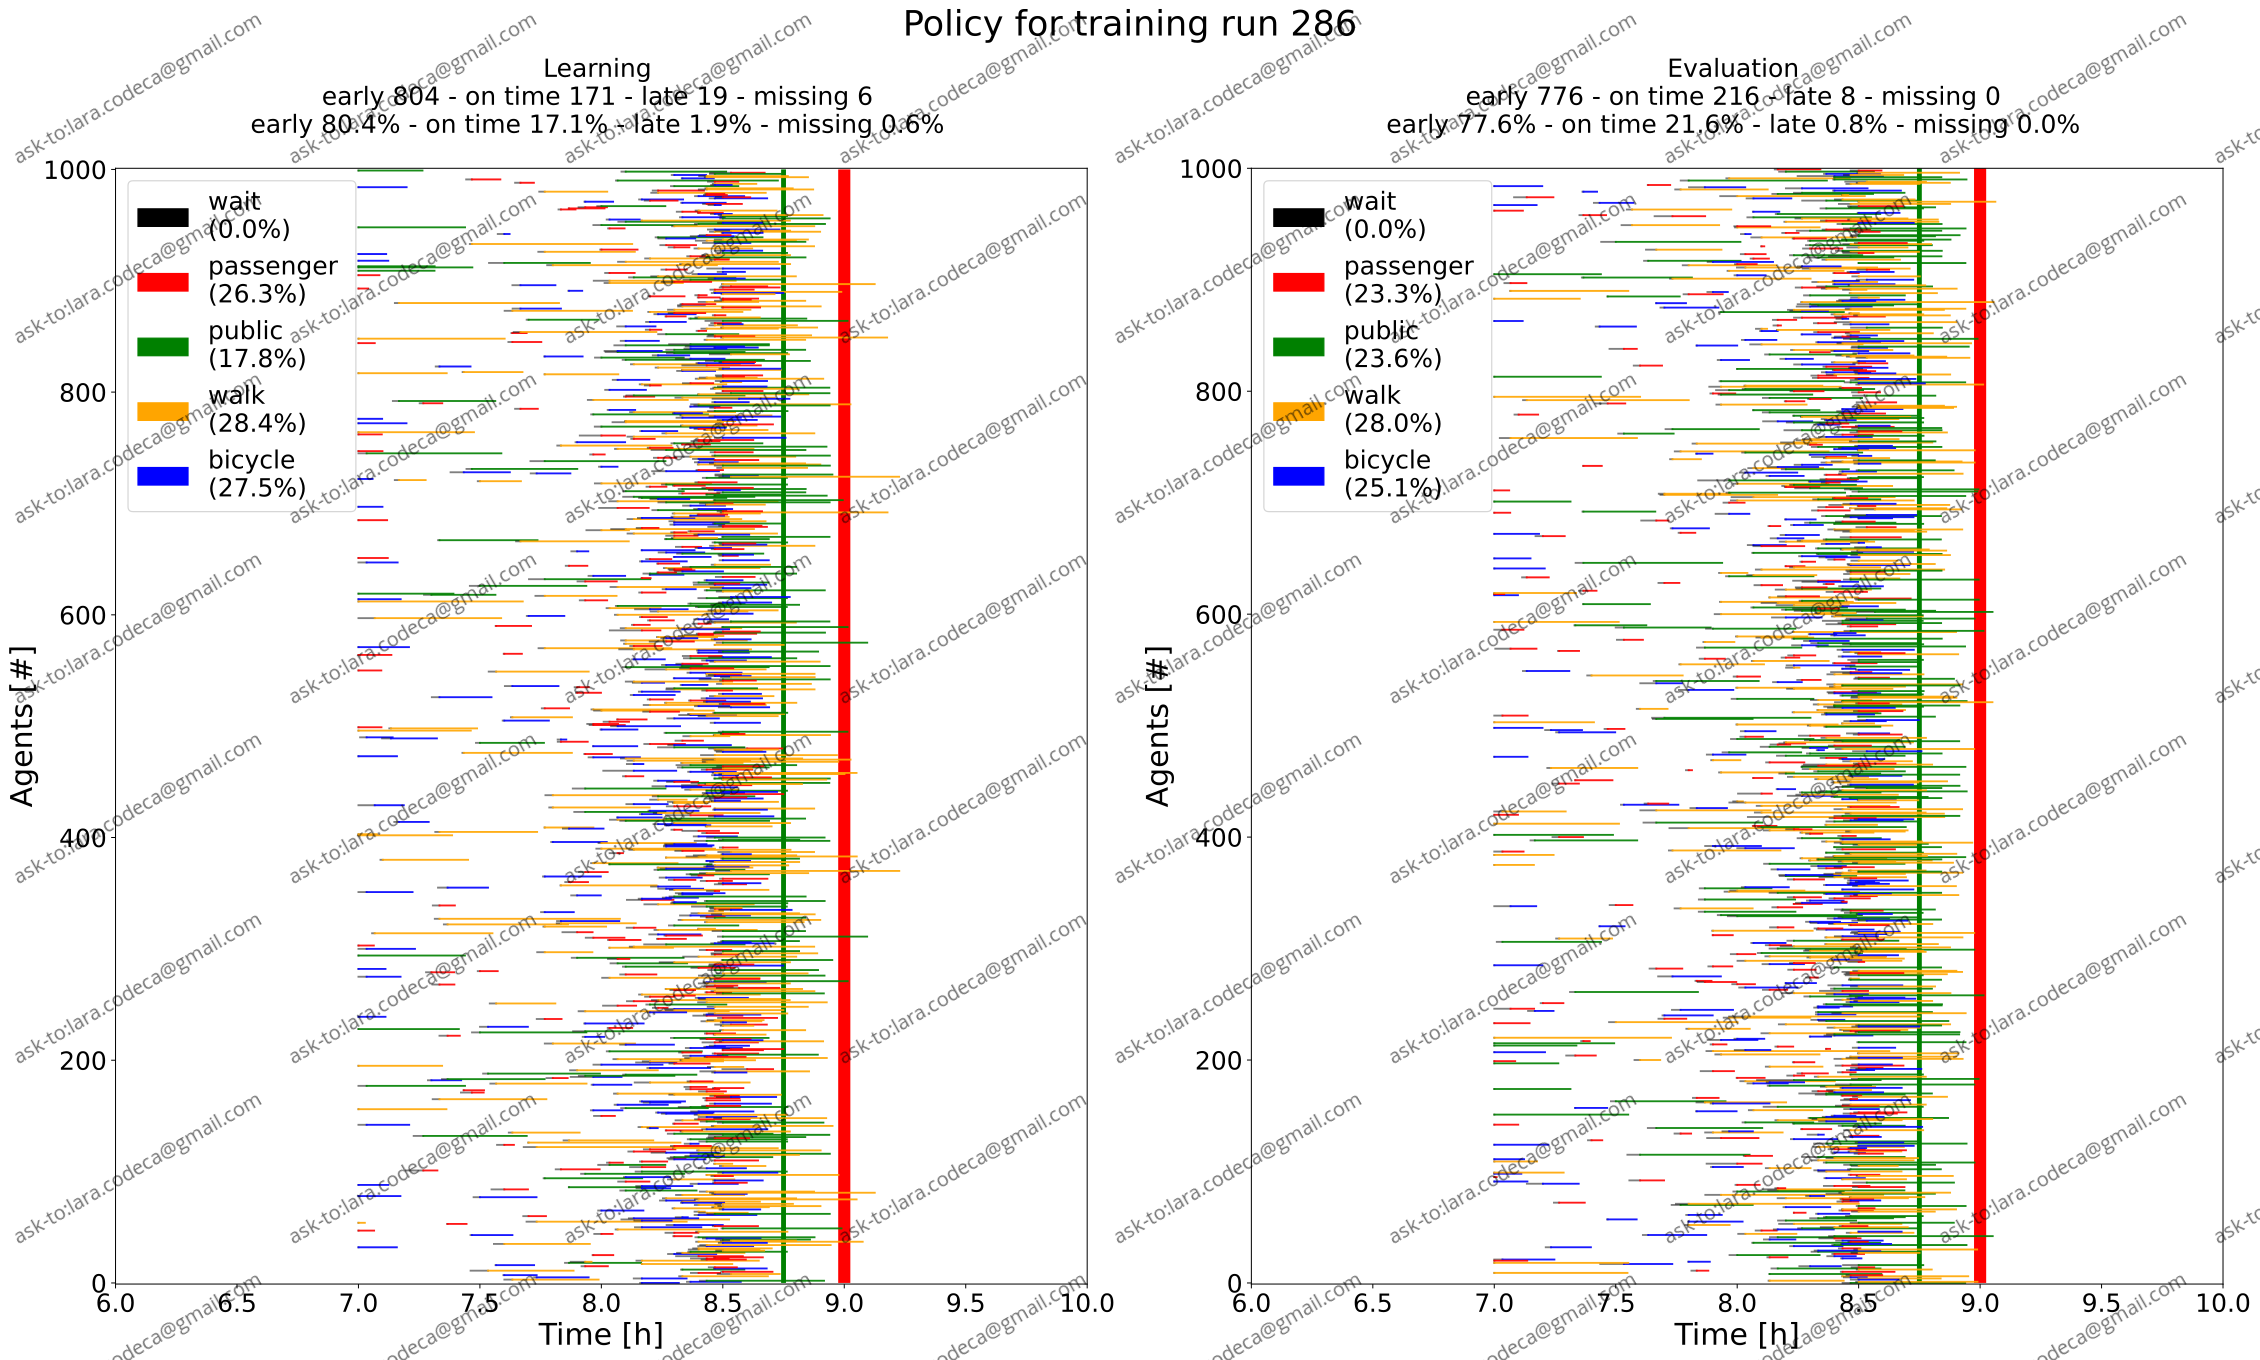 Policy for training run 286
Learning
early 804 - on time 171 - late 19 - missing 6
early 80.4% - on time 17.1% - late 1.9% - missing 0.6%
1000
800
600
400
200
0
Agents [#]
wait
(0.0%)
passenger
(26.3%)
public
(17.8%)
walk
(28.4%)
bicycle
(27.5%)
6.0 6.5 7.0 7.5 8.0 8.5 9.0 9.5 10.0
Time [h]
Evaluation
early 776 - on time 216 - late 8 - missing 0
early 77.6% - on time 21.6% - late 0.8% - missing 0.0%
1000
800
600
400
200
0
Agents [#]
wait
(0.0%)
passenger
(23.3%)
public
(23.6%)
walk
(28.0%)
bicycle
(25.1%)
6.0 6.5 7.0 7.5 8.0 8.5 9.0 9.5 10.0
Time [h]
ask-to:lara.codeca@gmail.com